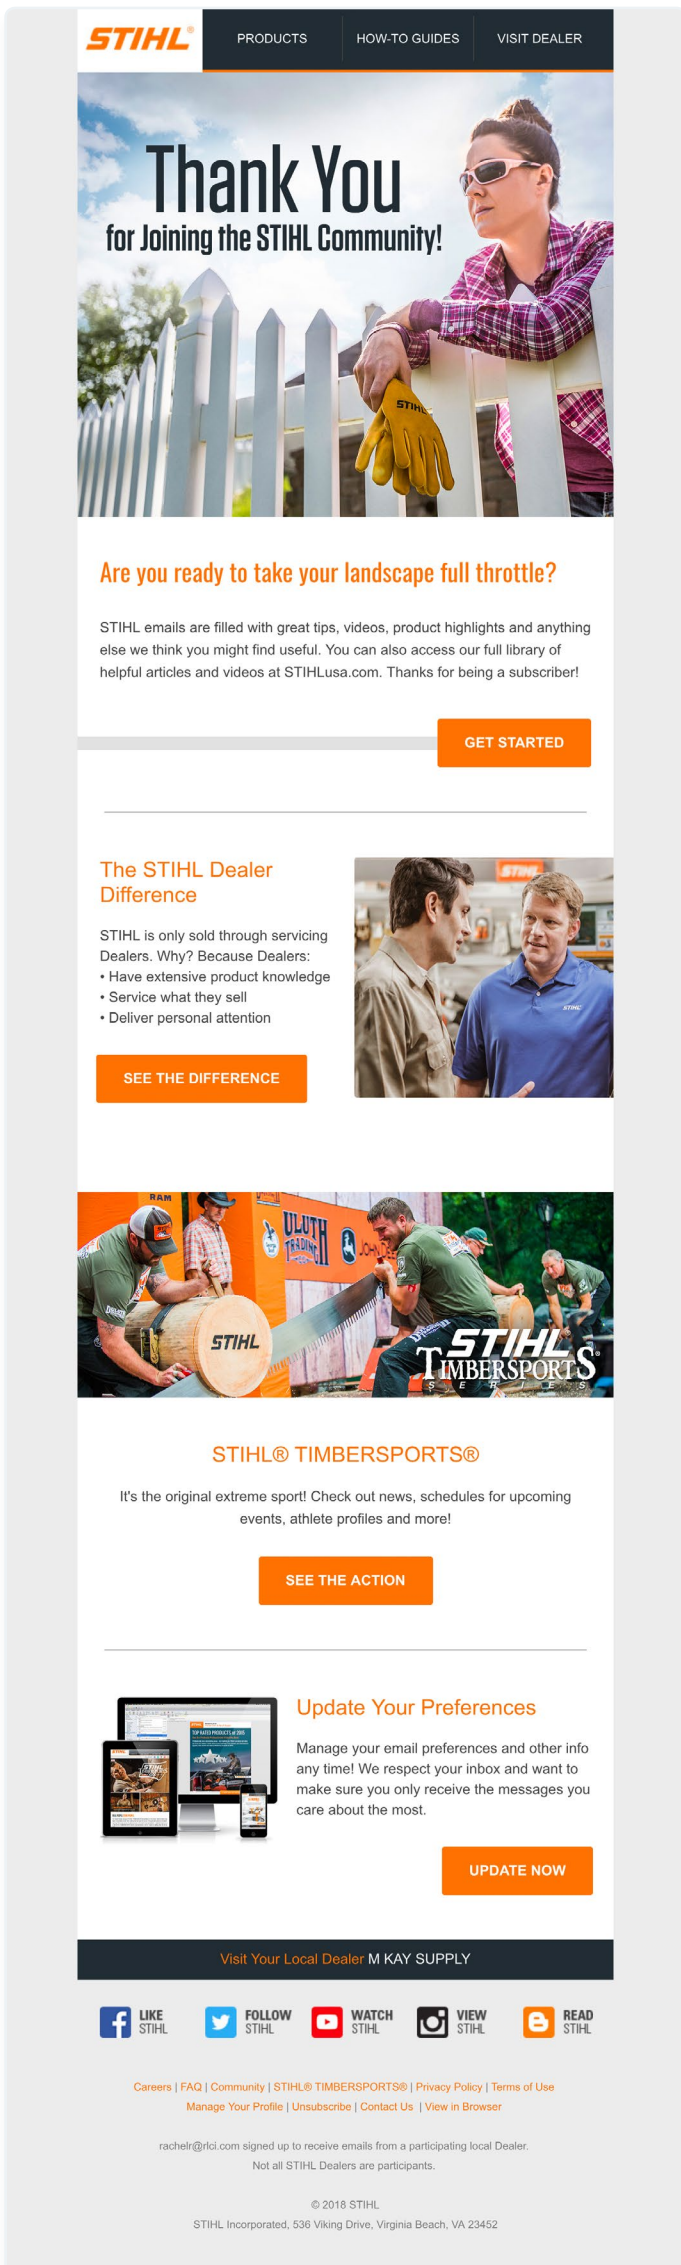 STIHL®
PRODUCTS
HOW-TO GUIDES
VISIT DEALER
Thank You
for Joining the STIHL Community!
STIHL
Are you ready to take your landscape full throttle?
STIHL emails are filled with great tips, videos, product highlights and anything
else we think you might find useful. You can also access our full library of
helpful articles and videos at STIHLusa.com. Thanks for being a subscriber!
GET STARTED
The STIHL Dealer
Difference
STIHL is only sold through servicing
Dealers. Why? Because Dealers:
• Have extensive product knowledge
• Service what they sell
• Deliver personal attention
SEE THE DIFFERENCE
STIHL
STIHL
RAM
ULUTH
TRADING
STIHL
STIHL
TIMBERSPORTS®
SERIES
STIHL® TIMBERSPORTS®
It's the original extreme sport! Check out news, schedules for upcoming
events, athlete profiles and more!
SEE THE ACTION
TOP RATED PRODUCTS of 2015
STIHL
Update Your Preferences
Manage your email preferences and other info
any time! We respect your inbox and want to
make sure you only receive the messages you
care about the most.
UPDATE NOW
Visit Your Local Dealer M KAY SUPPLY
LIKE
STIHL
FOLLOW
STIHL
WATCH
STIHL
VIEW
STIHL
READ
STIHL
Careers | FAQ | Community | STIHL® TIMBERSPORTS® | Privacy Policy | Terms of Use
Manage Your Profile | Unsubscribe | Contact Us | View in Browser
rachelr@rlci.com signed up to receive emails from a participating local Dealer.
Not all STIHL Dealers are participants.
© 2018 STIHL
STIHL Incorporated, 536 Viking Drive, Virginia Beach, VA 23452